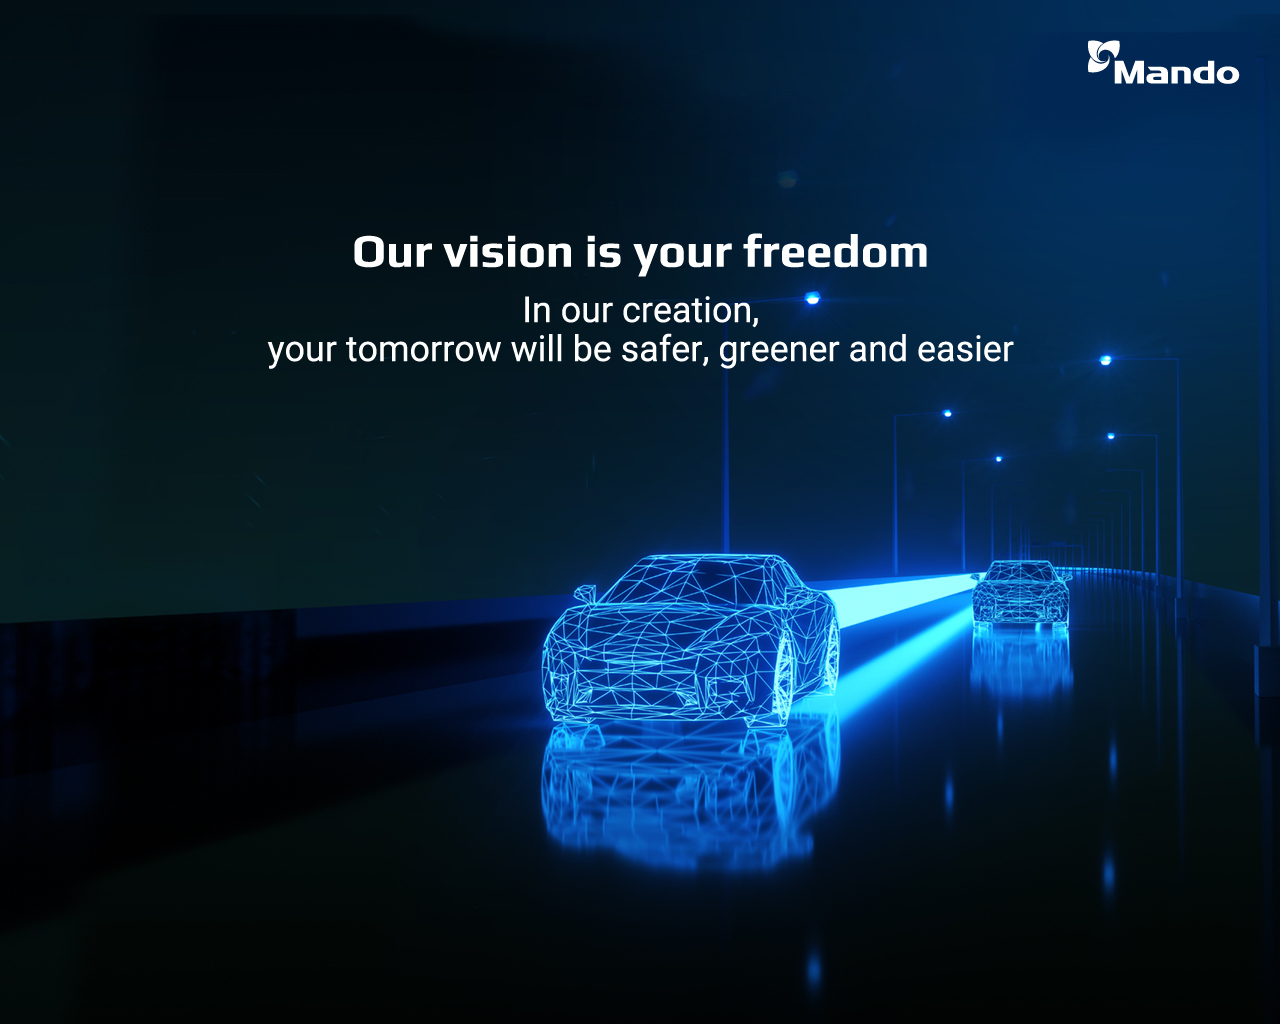 Mando
Our vision is your freedom
In our creation,
your tomorrow will be safer, greener and easier